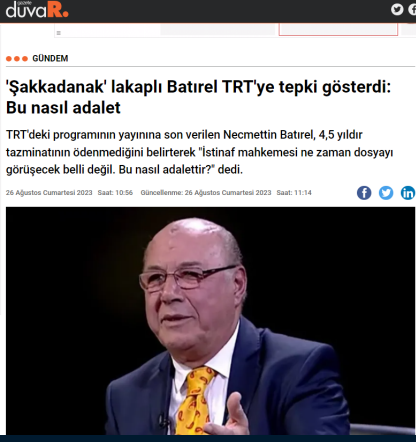 gazete
duvaR.
GÜNDEM
'Şakkadanak' lakaplı Batırel TRT'ye tepki gösterdi:
Bu nasıl adalet
TRT'deki programının yayınına son verilen Necmettin Batırel, 4,5 yıldır
tazminatının ödenmediğini belirterek "İstinaf mahkemesi ne zaman dosyayı
görüşecek belli değil. Bu nasıl adalettir?" dedi.
26 Ağustos Cumartesi 2023 Saat: 10:56 Güncellenme: 26 Ağustos Cumartesi 2023 Saat: 11:14